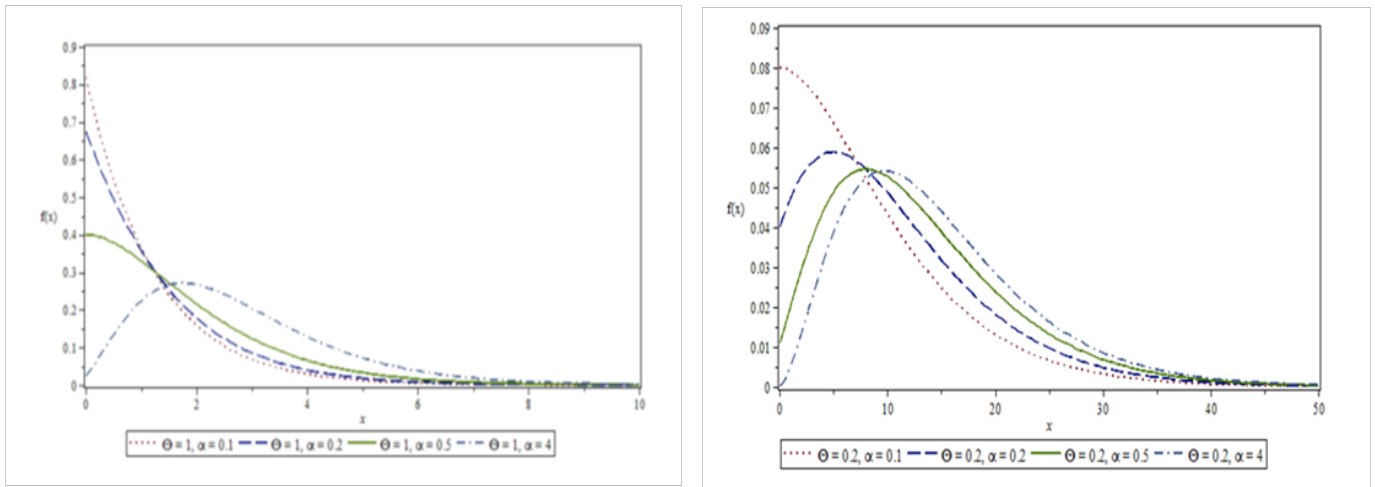 0.9
0.8
0.7
0.6
0.5
f(x)
0.4
0.3
0.2
0.1
0
0 2 4 6 8 10
x
Θ = 1, α = 0.1 Θ = 1, α = 0.2 Θ = 1, α = 0.5 Θ = 1, α = 4
0.09
0.08
0.07
0.06
0.05
f(x)
0.04
0.03
0.02
0.01
0
0 10 20 30 40 50
x
Θ = 0.2, α = 0.1 Θ = 0.2, α = 0.2 Θ = 0.2, α = 0.5 Θ = 0.2, α = 4